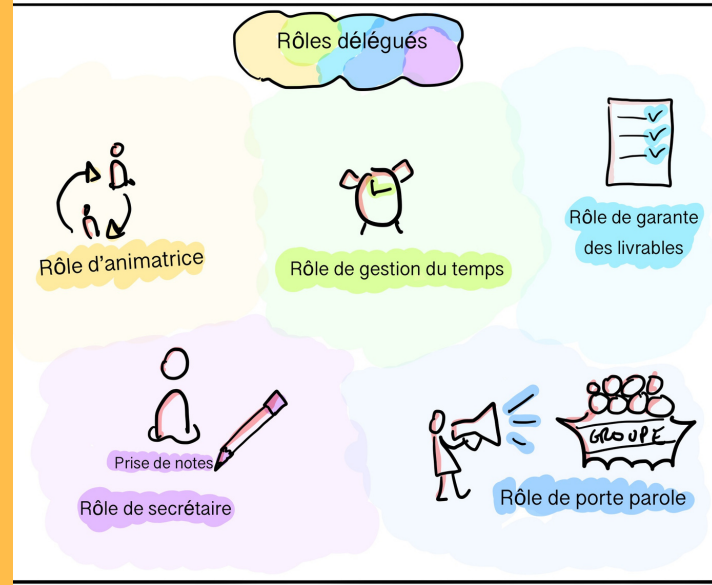 Rôles délégués
Rôle d'animatrice
Rôle de gestion du temps
Rôle de garante
des livrables
Prise de notes
Rôle de secrétaire
GROUPE
Rôle de porte parole